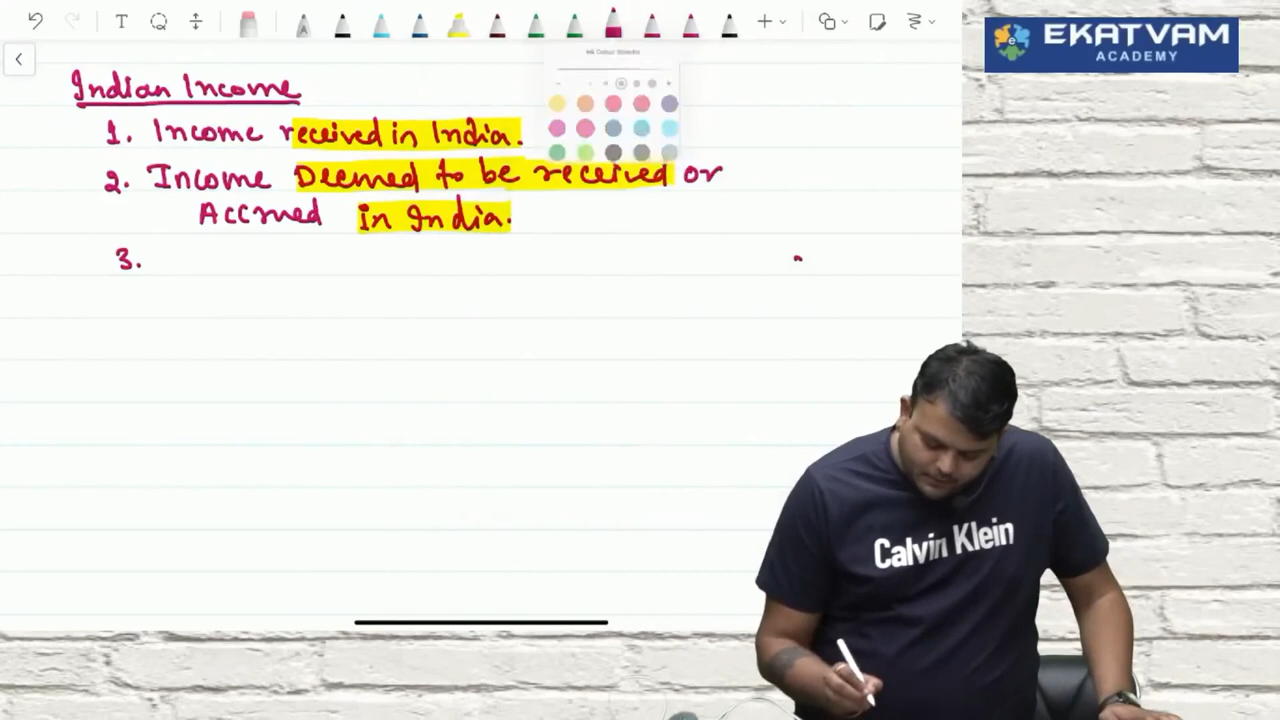 EKATVAM
ACADEMY
Indian Income
1. Income received in India.
2. Income Deemed to be received or
Accrued in India.
3.
Calvin Klein